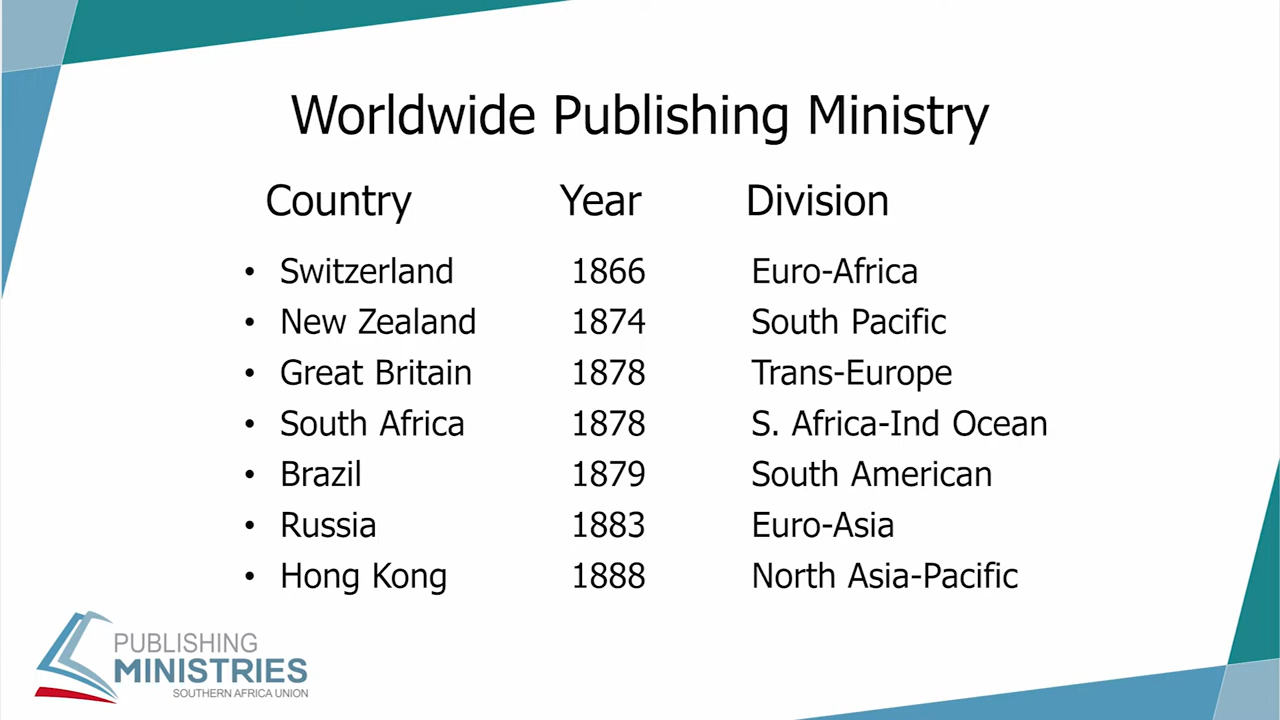 Worldwide Publishing Ministry
Country Year Division
• Switzerland 1866 Euro-Africa
• New Zealand 1874 South Pacific
• Great Britain 1878 Trans-Europe
• South Africa 1878 S. Africa-Ind Ocean
• Brazil 1879 South American
• Russia 1883 Euro-Asia
• Hong Kong 1888 North Asia-Pacific
PUBLISHING
MINISTRIES
SOUTHERN AFRICA UNION